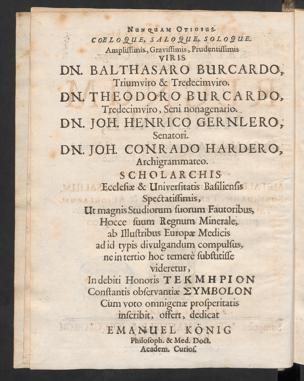 NUNQUAM OTIOSUS.
COELOQUE, SALOQUE, SOLOQUE.
Amplissimis, Gravissimis, Prudentissimis
VIRIS
DN. BALTHASARO BURCARDO,
Triumviro & Tredecimviro.
DN. THEODORO BURCARDO,
Tredecimviro, Seni nonagenario.
DN. JOH. HENRICO GERNLERO,
Senatori.
DN. JOH. CONRADO HARDERO,
Archigrammateo.
SCHOLARCHIS
Ecclesiæ & Universitatis Basiliensis
Spectatissimis,
Ut magnis Studiorum suorum Fautoribus,
Hocce suum Regnum Minerale,
ab Illustribus Europæ Medicis
ad id typis divulgandum compulsus,
ne in tertio hoc temerè substitisse
videretur,
In debiti Honoris ΤΕΚΜΗΡΙΟΝ
Constantis observantiæ ΣΥΜΒΟΛΟΝ
Cum voto omnigenæ prosperitatis
inscribit, offert, dedicat
EMANUEL KÖNIG
Philosoph. & Med. Doct.
Academ. Curios.